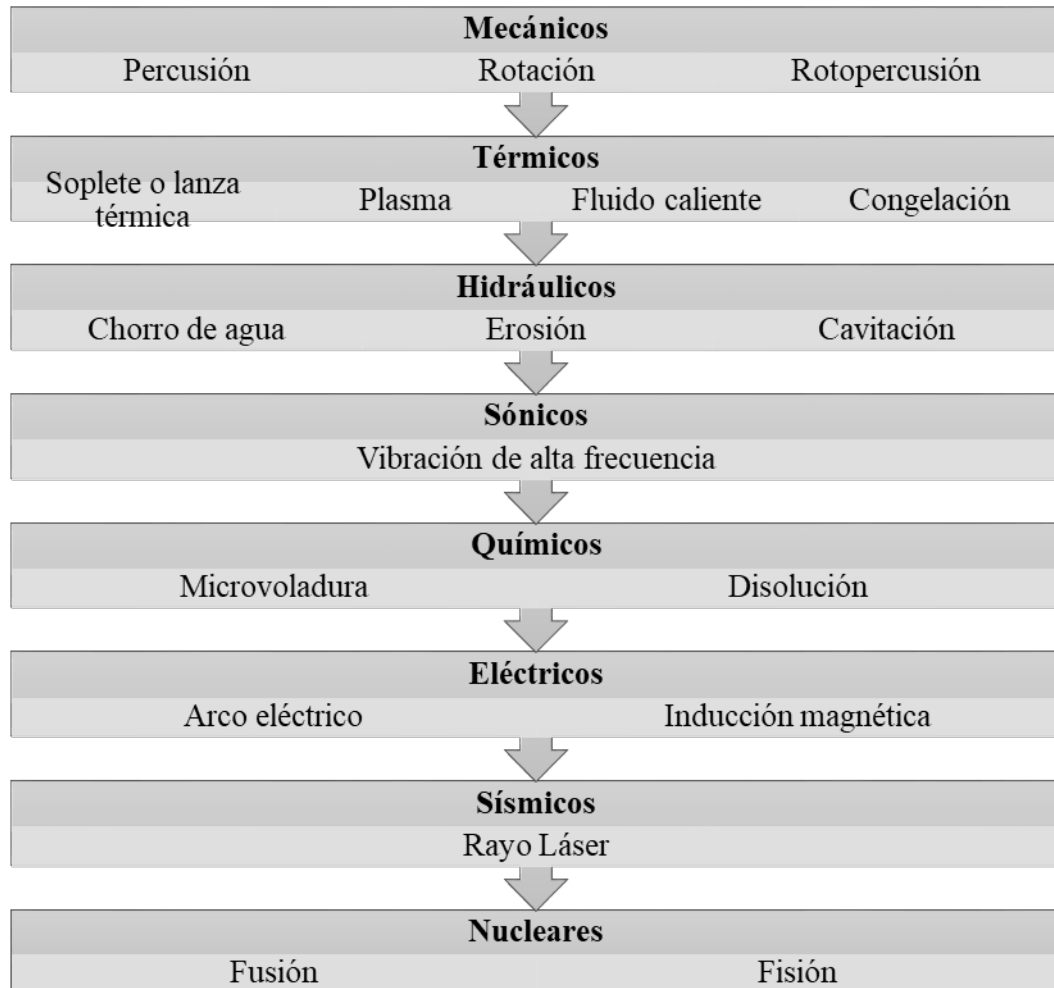 Mecánicos
Percusión Rotación Rotopercusión
Térmicos
Soplete o lanza térmica Plasma Fluido caliente Congelación
Hidráulicos
Chorro de agua Erosión Cavitación
Sónicos
Vibración de alta frecuencia
Químicos
Microvoladura Disolución
Eléctricos
Arco eléctrico Inducción magnética
Sísmicos
Rayo Láser
Nucleares
Fusión Fisión